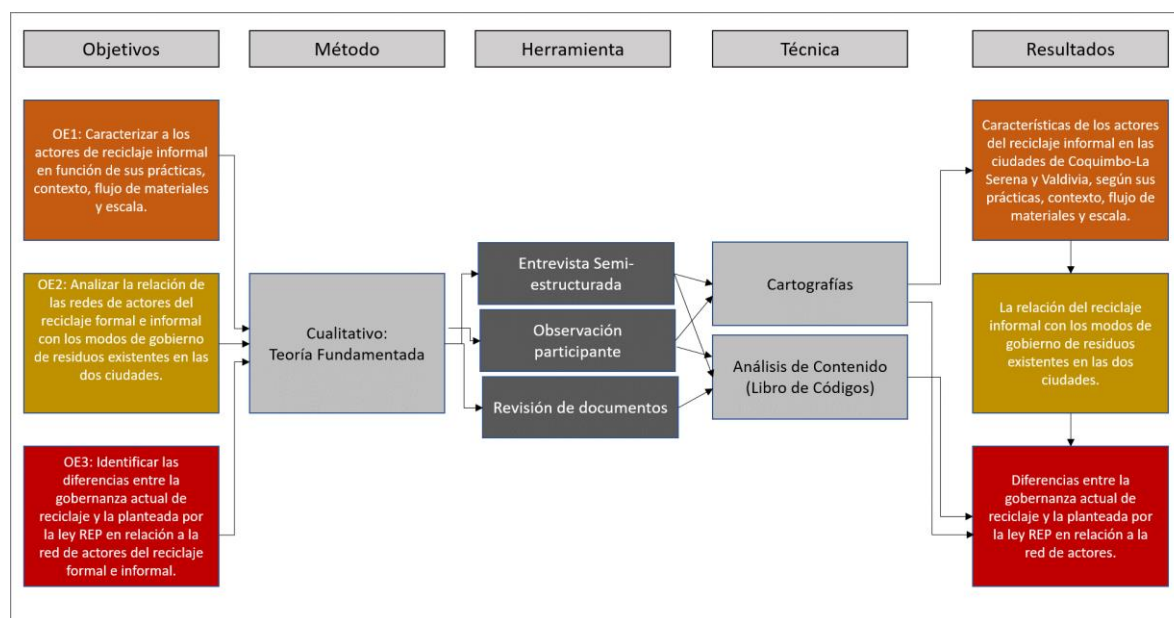 Objetivos
Método
Herramienta
Técnica
Resultados
OE1: Caracterizar a los
actores de reciclaje informal
en función de sus prácticas,
contexto, flujo de materiales
y escala.
OE2: Analizar la relación de
las redes de actores del
reciclaje formal e informal
con los modos de gobierno
de residuos existentes en las
dos ciudades.
OE3: Identificar las
diferencias entre la
gobernanza actual de
reciclaje y la planteada por
la ley REP en relación a la
red de actores del reciclaje
formal e informal.
Cualitativo:
Teoría Fundamentada
Entrevista Semi-
estructurada
Observación
participante
Revisión de documentos
Cartografías
Análisis de Contenido
(Libro de Códigos)
Características de los actores
del reciclaje informal en las
ciudades de Coquimbo-La
Serena y Valdivia, según sus
prácticas, contexto, flujo de
materiales y escala.
La relación del reciclaje
informal con los modos de
gobierno de residuos
existentes en las dos
ciudades.
Diferencias entre la
gobernanza actual de
reciclaje y la planteada por
la ley REP en relación a la
red de actores.